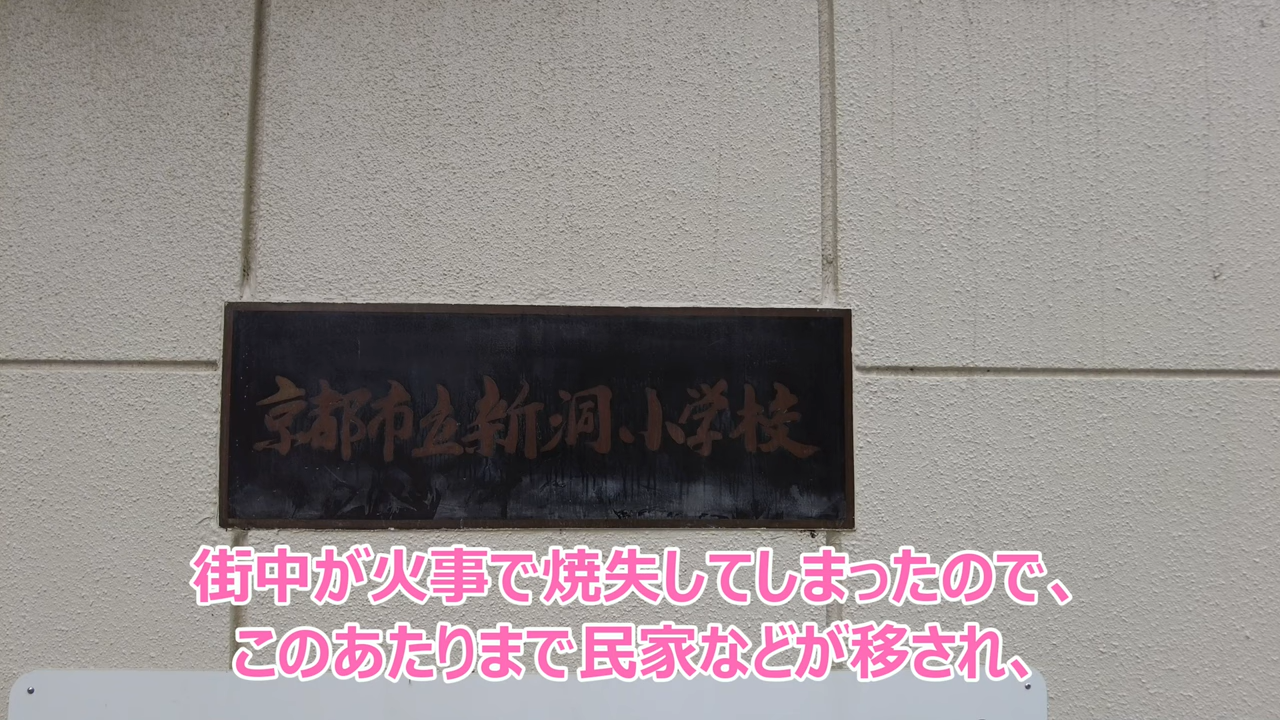 京都市立新洞小学校
街中が火事で焼失してしまったので、
このあたりまで民家などが移され、